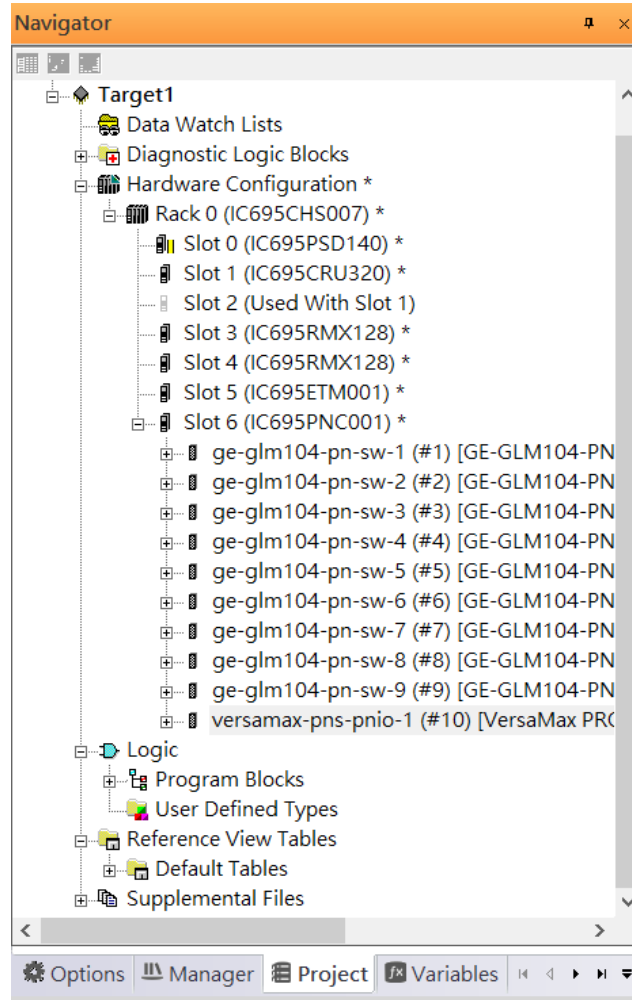 Navigator
Target1
Data Watch Lists
Diagnostic Logic Blocks
Hardware Configuration *
Rack 0 (IC695CHS007) *
Slot 0 (IC695PSD140) *
Slot 1 (IC695CRU320) *
Slot 2 (Used With Slot 1)
Slot 3 (IC695RMX128) *
Slot 4 (IC695RMX128) *
Slot 5 (IC695ETM001) *
Slot 6 (IC695PNC001) *
ge-glm104-pn-sw-1 (#1) [GE-GLM104-PN
ge-glm104-pn-sw-2 (#2) [GE-GLM104-PN
ge-glm104-pn-sw-3 (#3) [GE-GLM104-PN
ge-glm104-pn-sw-4 (#4) [GE-GLM104-PN
ge-glm104-pn-sw-5 (#5) [GE-GLM104-PN
ge-glm104-pn-sw-6 (#6) [GE-GLM104-PN
ge-glm104-pn-sw-7 (#7) [GE-GLM104-PN
ge-glm104-pn-sw-8 (#8) [GE-GLM104-PN
ge-glm104-pn-sw-9 (#9) [GE-GLM104-PN
versamax-pns-pnio-1 (#10) [VersaMax PRO
Logic
Program Blocks
User Defined Types
Reference View Tables
Default Tables
Supplemental Files
Options Manager Project Variables